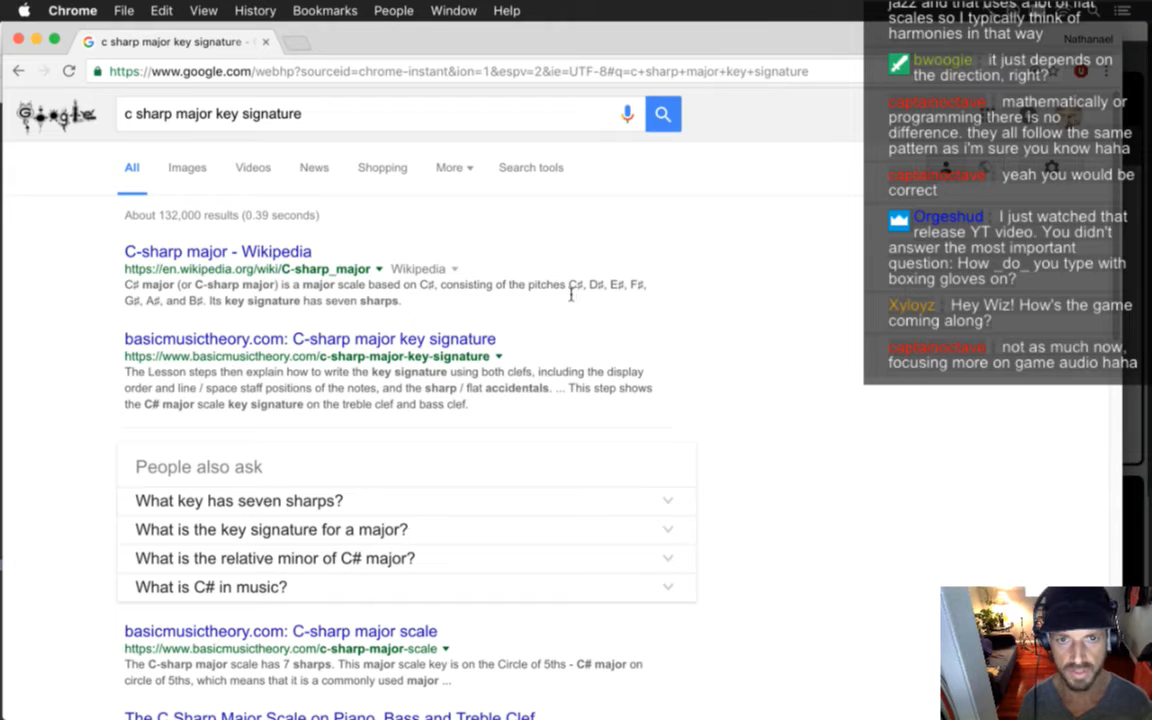 Chrome File Edit View History Bookmarks People Window Help
c sharp major key signature -
https://www.google.com/webhp?sourceid=chrome-instant&ion=1&espv=2&ie=UTF-8#q=c+sharp+major+key+signature
Nathanael
Google
c sharp major key signature
All Images Videos News Shopping More Search tools
About 132,000 results (0.39 seconds)
C-sharp major - Wikipedia
https://en.wikipedia.org/wiki/C-sharp_major Wikipedia
C♯ major (or C-sharp major) is a major scale based on C♯, consisting of the pitches C♯, D♯, E♯, F♯,
G♯, A♯, and B♯. Its key signature has seven sharps.
basicmusictheory.com: C-sharp major key signature
https://www.basicmusictheory.com/c-sharp-major-key-signature
The Lesson steps then explain how to write the key signature using both clefs, including the display
order and line / space staff positions of the notes, and the sharp / flat accidentals. ... This step shows
the C# major scale key signature on the treble clef and bass clef.
People also ask
What key has seven sharps?
What is the key signature for a major?
What is the relative minor of C# major?
What is C# in music?
basicmusictheory.com: C-sharp major scale
https://www.basicmusictheory.com/c-sharp-major-scale
The C-sharp major scale has 7 sharps. This major scale key is on the Circle of 5ths - C# major on
circle of 5ths, which means that it is a commonly used major ...
The C Sharp Major Scale on Piano, Bass and Treble Clef
jazz and that uses a lot of flat
scales so I typically think of
harmonies in that way
bwoogie it just depends on
the direction, right?
captainoctave mathematically or
programming there is no
difference. they all follow the same
pattern as i'm sure you know haha
captainoctave yeah you would be
correct
Orgeshud I just watched that
release YT video. You didn't
answer the most important
question: How _do_ you type with
boxing gloves on?
Xyloyz Hey Wiz! How's the game
coming along?
captainoctave not as much now,
focusing more on game audio haha